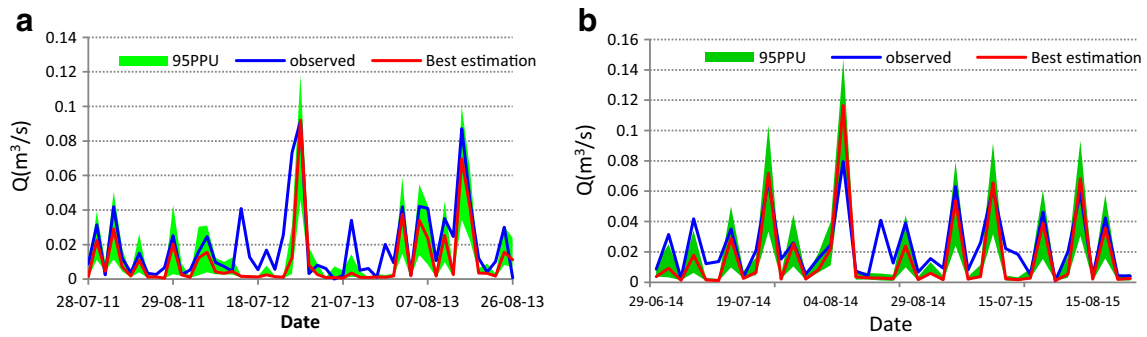 a
0.14
0.12
0.1
0.08
0.06
0.04
0.02
0
Q(m³/s)
95PPU observed Best estimation
28-07-11 29-08-11 18-07-12 21-07-13 07-08-13 26-08-13
Date
b
0.16
0.14
0.12
0.1
0.08
0.06
0.04
0.02
0
Q(m³/s)
95PPU observed Best estimation
29-06-14 19-07-14 04-08-14 29-08-14 15-07-15 15-08-15
Date